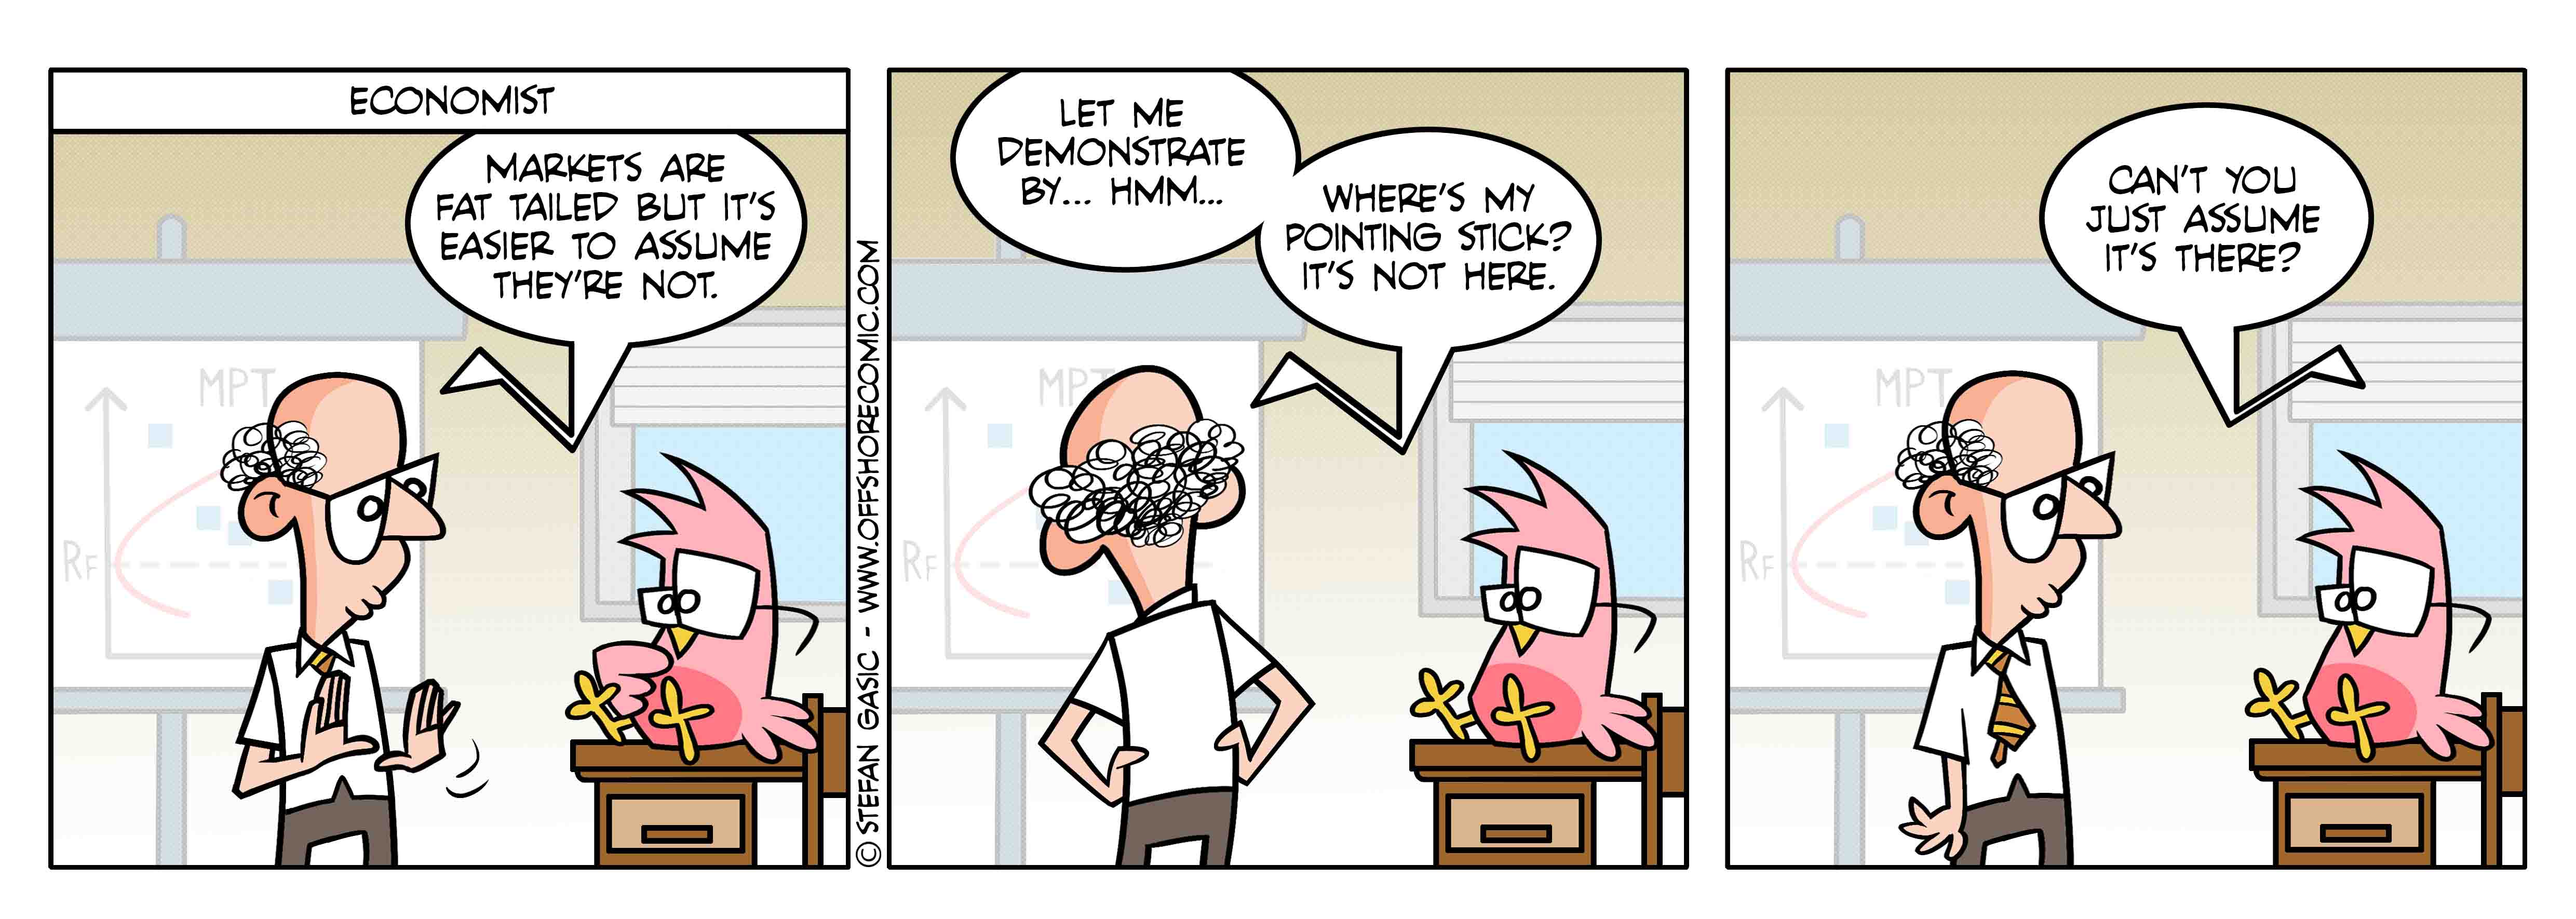 ECONOMIST
MARKETS ARE
FAT TAILED BUT IT'S
EASIER TO ASSUME
THEY'RE NOT.
MPT
RF
© STEFAN GASIC - WWW.OFFSHORECOMIC.COM
LET ME
DEMONSTRATE
BY... HMM...
WHERE'S MY
POINTING STICK?
IT'S NOT HERE.
MPT
RF
CAN'T YOU
JUST ASSUME
IT'S THERE?
MPT
RF